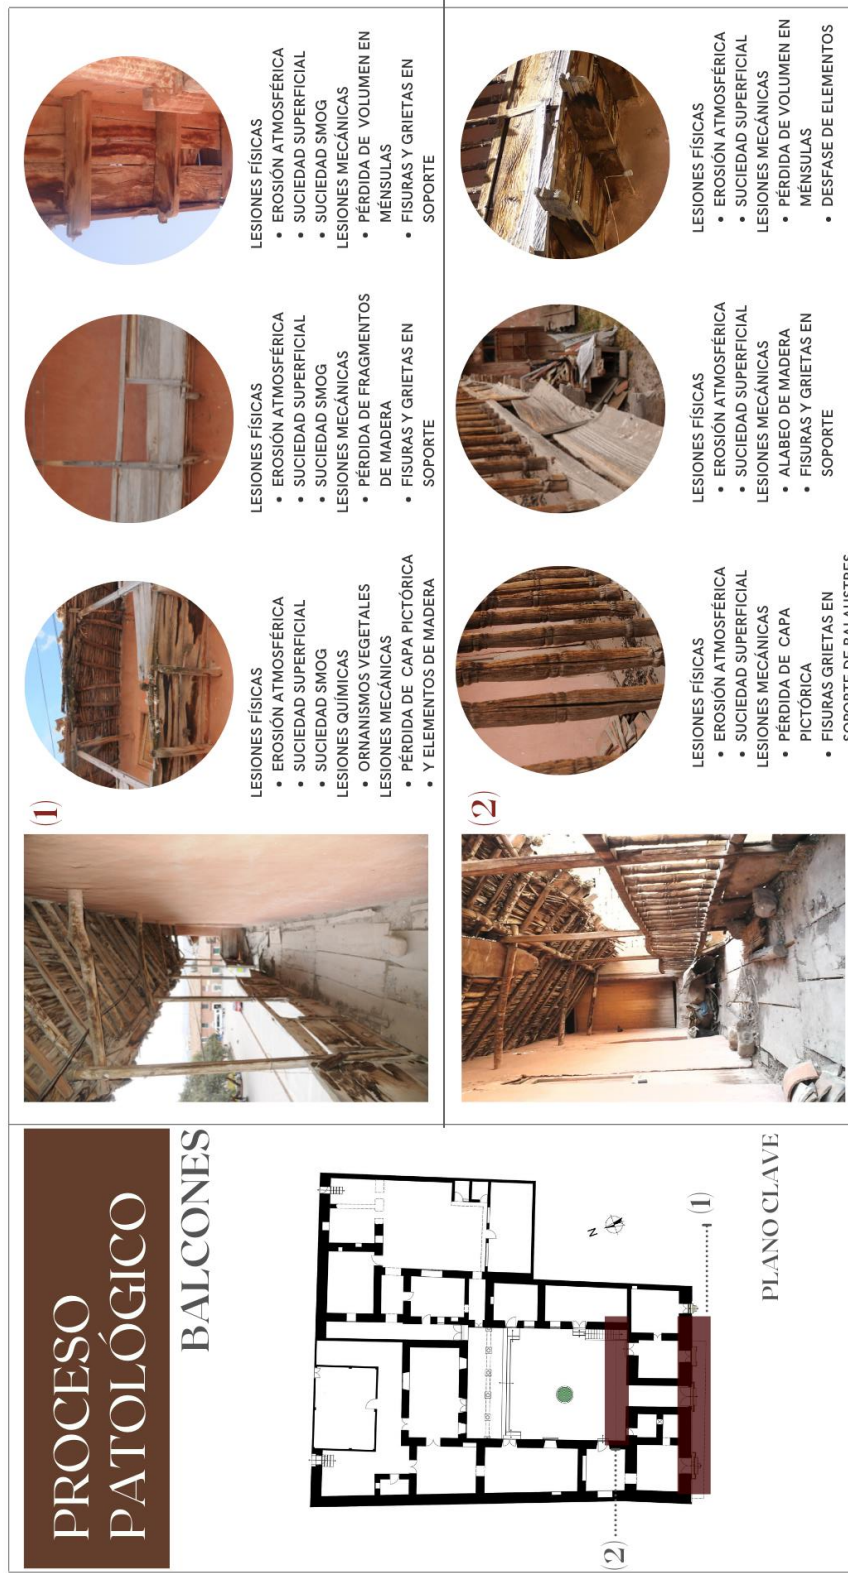 PROCESO
PATOLÓGICO
BALCONES
(1)
(2)
N
PLANO CLAVE
(1)
LESIONES FÍSICAS
• EROSIÓN ATMOSFÉRICA
• SUCIEDAD SUPERFICIAL
• SUCIEDAD SMOG
LESIONES QUÍMICAS
• ORNANISMOS VEGETALES
LESIONES MECÁNICAS
• PÉRDIDA DE CAPA PICTÓRICA
• Y ELEMENTOS DE MADERA
LESIONES FÍSICAS
• EROSIÓN ATMOSFÉRICA
• SUCIEDAD SUPERFICIAL
• SUCIEDAD SMOG
LESIONES MECÁNICAS
• PÉRDIDA DE FRAGMENTOS
DE MADERA
• FISURAS Y GRIETAS EN
SOPORTE
LESIONES FÍSICAS
• EROSIÓN ATMOSFÉRICA
• SUCIEDAD SUPERFICIAL
• SUCIEDAD SMOG
LESIONES MECÁNICAS
• PÉRDIDA DE VOLUMEN EN
MÉNSULAS
• FISURAS Y GRIETAS EN
SOPORTE
(2)
LESIONES FÍSICAS
• EROSIÓN ATMOSFÉRICA
• SUCIEDAD SUPERFICIAL
LESIONES MECÁNICAS
• PÉRDIDA DE CAPA
PICTÓRICA
• FISURAS GRIETAS EN
SOPORTE DE BALAUSTRES
LESIONES FÍSICAS
• EROSIÓN ATMOSFÉRICA
• SUCIEDAD SUPERFICIAL
LESIONES MECÁNICAS
• ALABEO DE MADERA
• FISURAS Y GRIETAS EN
SOPORTE
LESIONES FÍSICAS
• EROSIÓN ATMOSFÉRICA
• SUCIEDAD SUPERFICIAL
LESIONES MECÁNICAS
• PÉRDIDA DE VOLUMEN EN
MÉNSULAS
• DESFASE DE ELEMENTOS